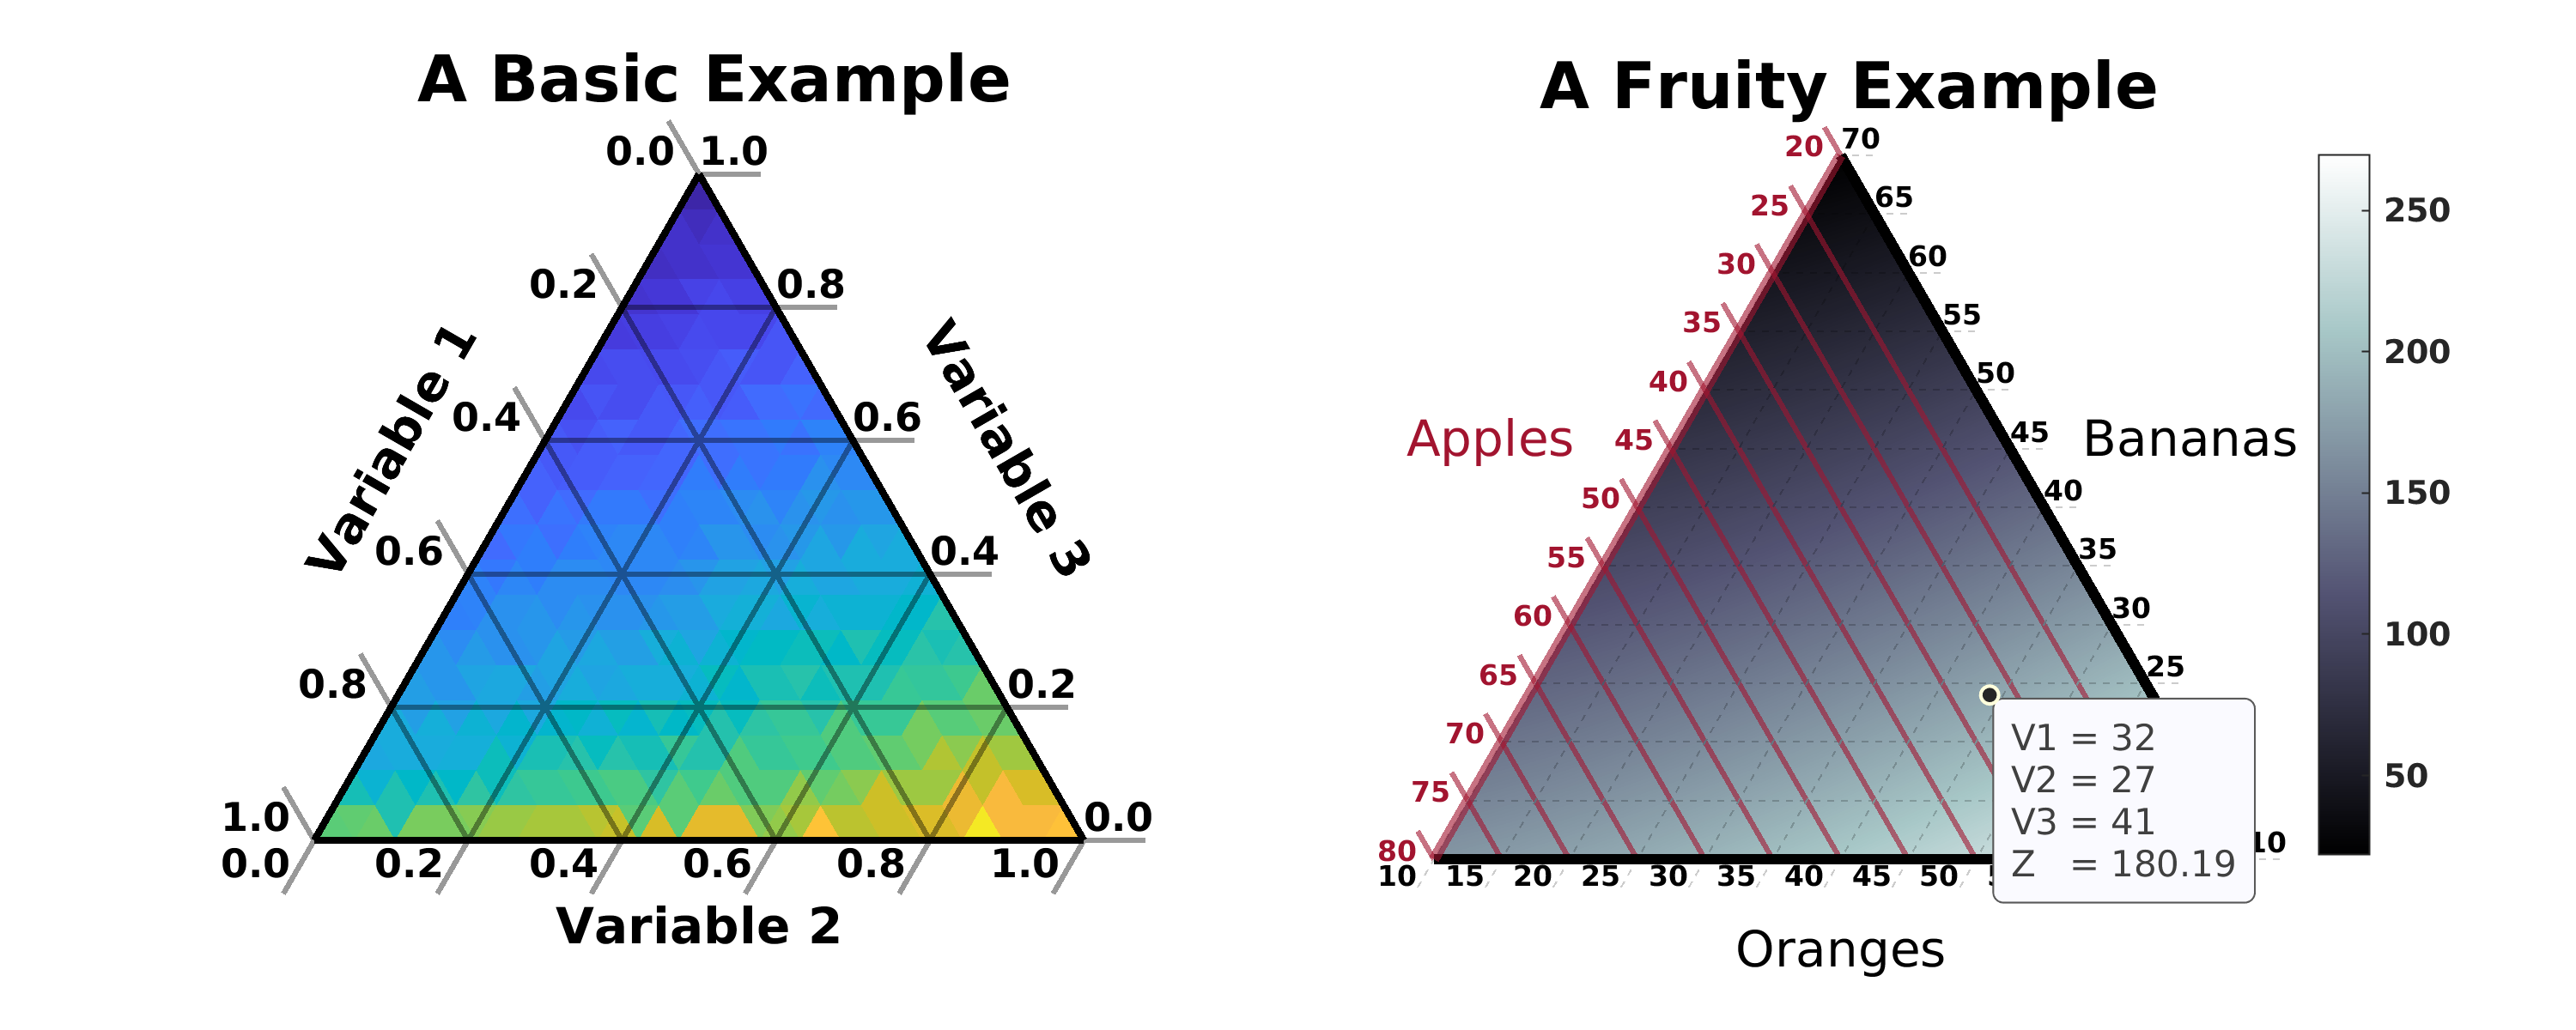 A Basic Example
0.0 1.0
0.2 0.8
Variable 1
Variable 3
0.4 0.6
0.6 0.4
0.8 0.2
1.0 0.0
0.0 0.2 0.4 0.6 0.8 1.0
Variable 2
A Fruity Example
20 70
25 65
30 60
35 55
40 50
Apples
45 45
Bananas
50 40
55 35
60 30
65 25
70
75
80 10
10 15 20 25 30 35 40 45 50
Oranges
V1 = 32
V2 = 27
V3 = 41
Z = 180.19
250
200
150
100
50